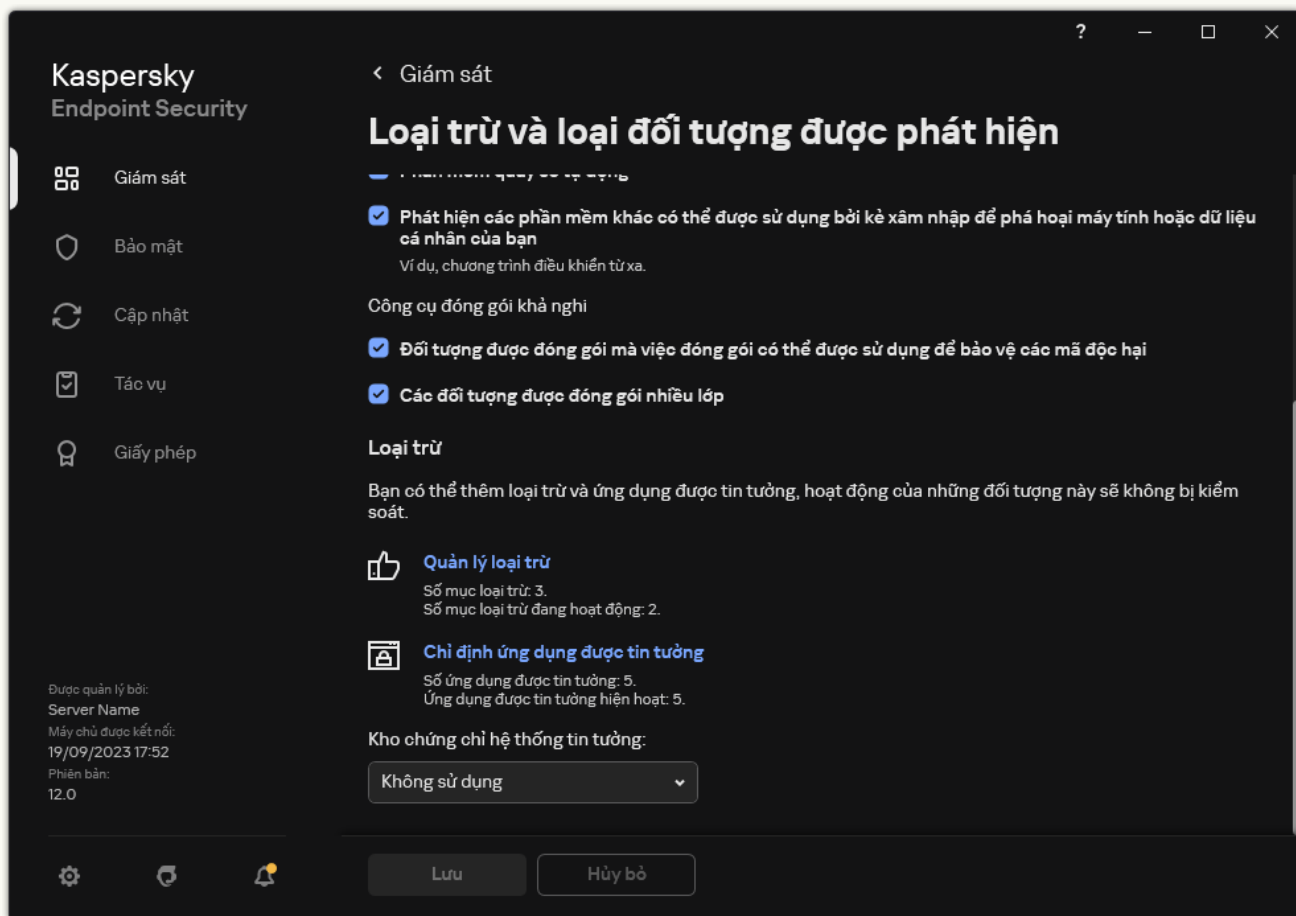 ?
Kaspersky
Endpoint Security
Giám sát
Bảo mật
Cập nhật
Tác vụ
Giấy phép
Được quản lý bởi:
Server Name
Máy chủ được kết nối:
19/09/2023 17:52
Phiên bản:
12.0
Giám sát
Loại trừ và loại đối tượng được phát hiện
Phần mềm quay số tự động
Phát hiện các phần mềm khác có thể được sử dụng bởi kẻ xâm nhập để phá hoại máy tính hoặc dữ liệu
cá nhân của bạn
Ví dụ, chương trình điều khiển từ xa.
Công cụ đóng gói khả nghi
Đối tượng được đóng gói mà việc đóng gói có thể được sử dụng để bảo vệ các mã độc hại
Các đối tượng được đóng gói nhiều lớp
Loại trừ
Bạn có thể thêm loại trừ và ứng dụng được tin tưởng, hoạt động của những đối tượng này sẽ không bị kiểm
soát.
Quản lý loại trừ
Số mục loại trừ: 3.
Số mục loại trừ đang hoạt động: 2.
Chỉ định ứng dụng được tin tưởng
Số ứng dụng được tin tưởng: 5.
Ứng dụng được tin tường hiện hoạt: 5.
Kho chứng chỉ hệ thống tin tưởng:
Không sử dụng
Lưu
Hủy bỏ